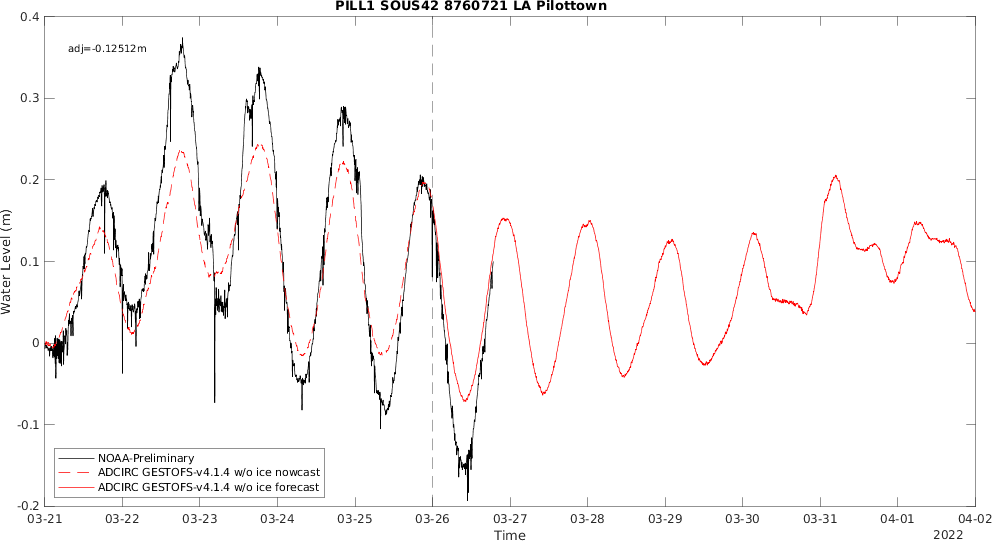 PILL1 SOUS42 8760721 LA Pilottown
adj=-0.12512m
Water Level (m)
0.4
0.3
0.2
0.1
0
-0.1
-0.2
NOAA-Preliminary
ADCIRC GESTOFS-v4.1.4 w/o ice nowcast
ADCIRC GESTOFS-v4.1.4 w/o ice forecast
03-21 03-22 03-23 03-24 03-25 03-26 03-27 03-28 03-29 03-30 03-31 04-01 04-02
Time
2022